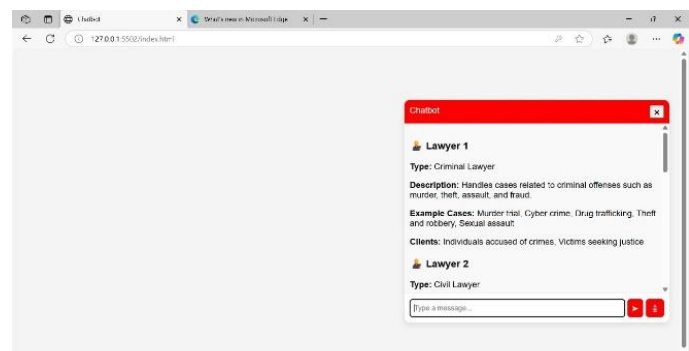 Chatbot
What's new in Microsoft Edge
127.0.0.1:5502/index.html
Chatbot
Lawyer 1
Type: Criminal Lawyer
Description: Handles cases related to criminal offenses such as
murder, theft, assault, and fraud.
Example Cases: Murder trial, Cyber crime, Drug trafficking, Theft
and robbery, Sexual assault
Clients: Individuals accused of crimes, Victims seeking justice
Lawyer 2
Type: Civil Lawyer
Type a message...